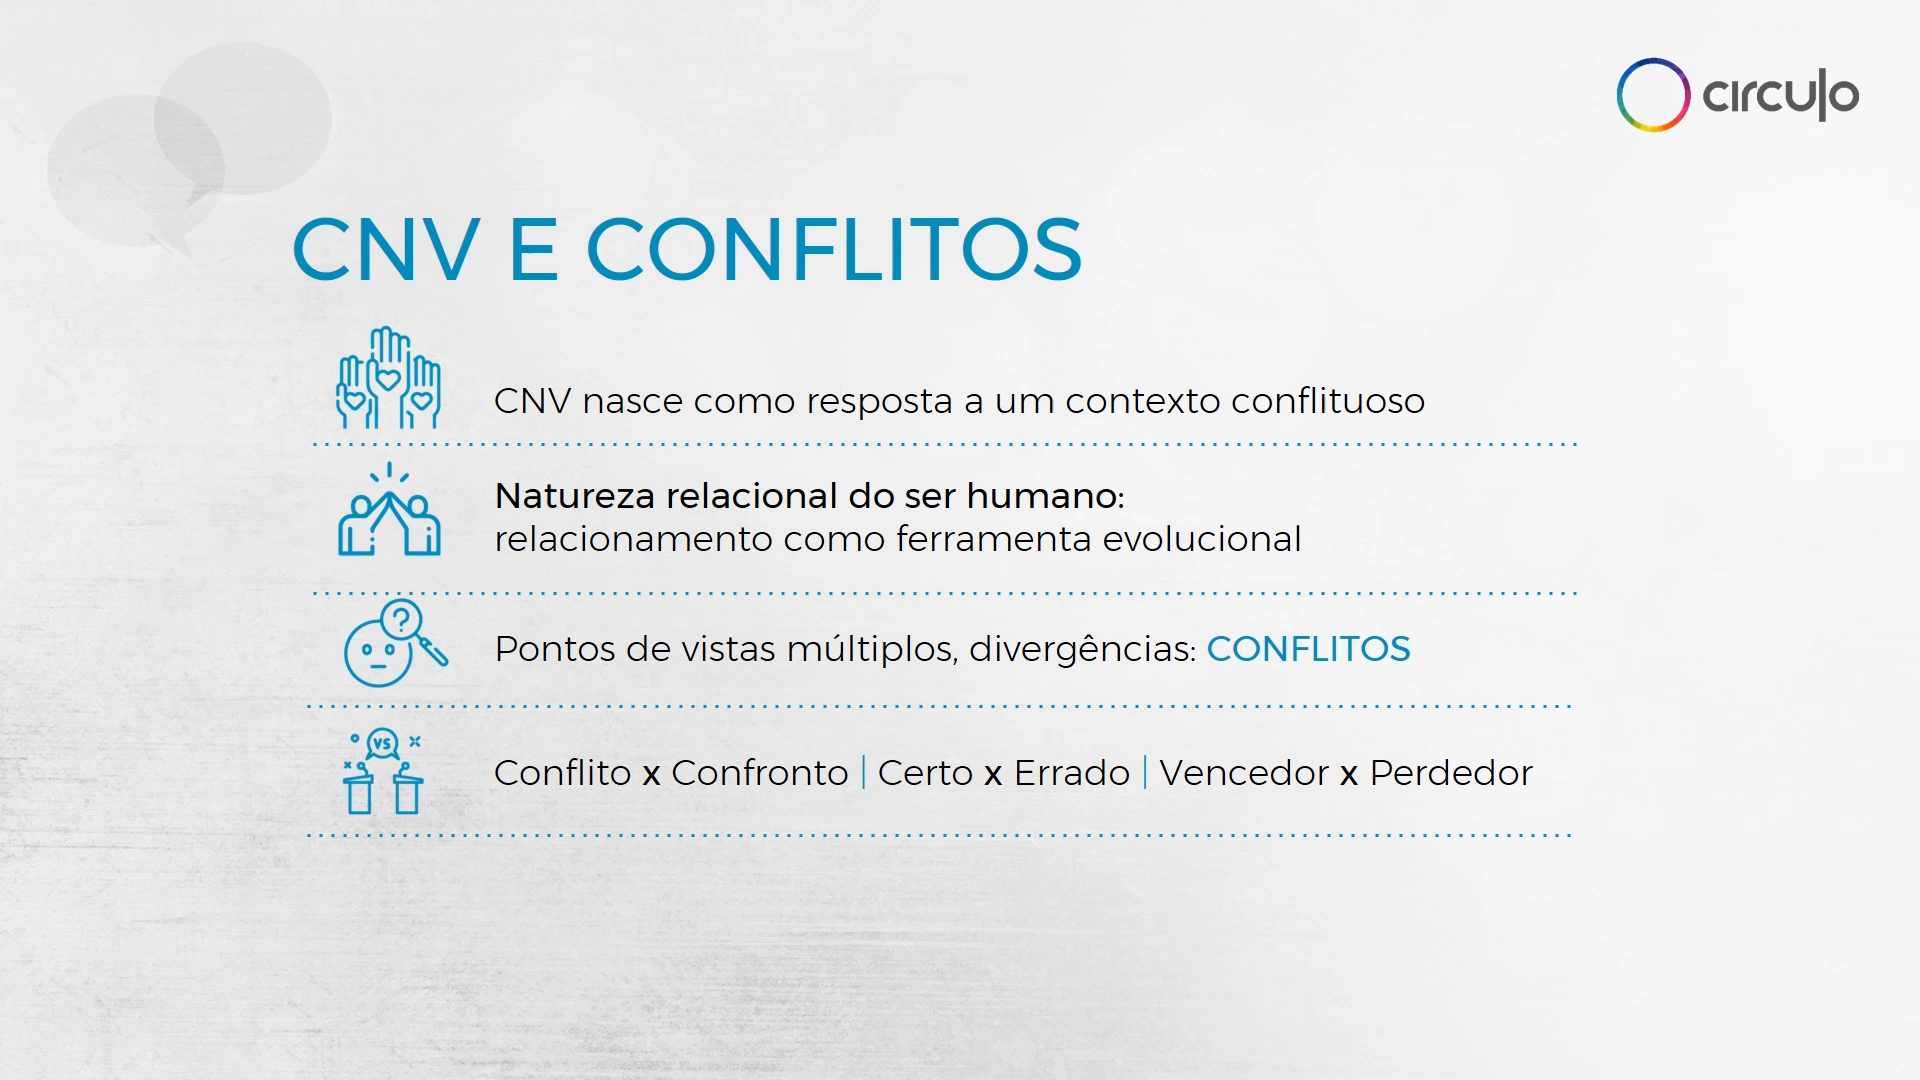 circulo
CNV E CONFLITOS
CNV nasce como resposta a um contexto conflituoso
Natureza relacional do ser humano:
relacionamento como ferramenta evolucional
?
Pontos de vistas múltiplos, divergências: CONFLITOS
VS
Conflito x Confronto | Certo x Errado | Vencedor x Perdedor